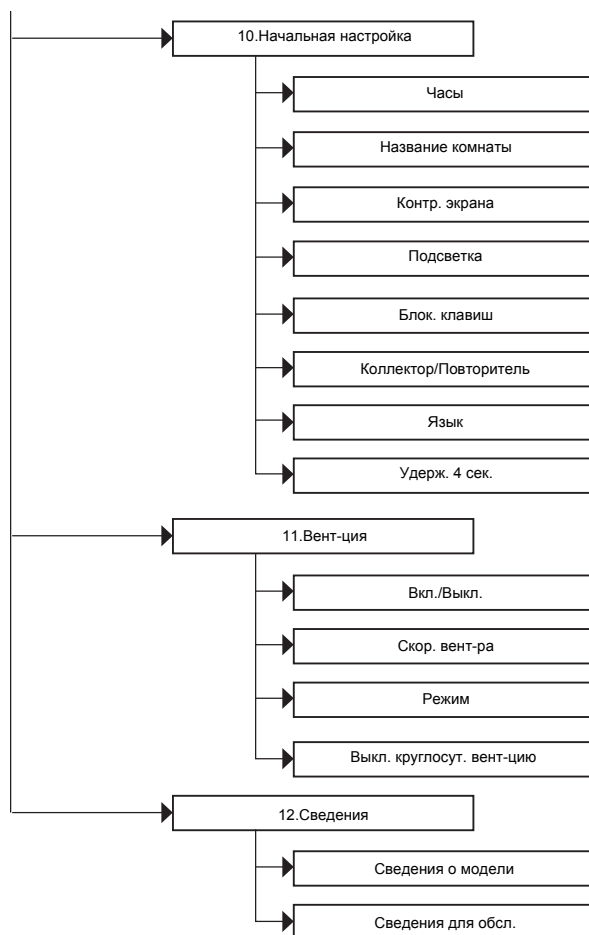 10.Начальная настройка
Часы
Название комнаты
Контр. экрана
Подсветка
Блок. клавиш
Коллектор/Повторитель
Язык
Удерж. 4 сек.
11.Вент-ция
Вкл./Выкл.
Скор. вент-ра
Режим
Выкл. круглосут. вент-цию
12.Сведения
Сведения о модели
Сведения для обсл.